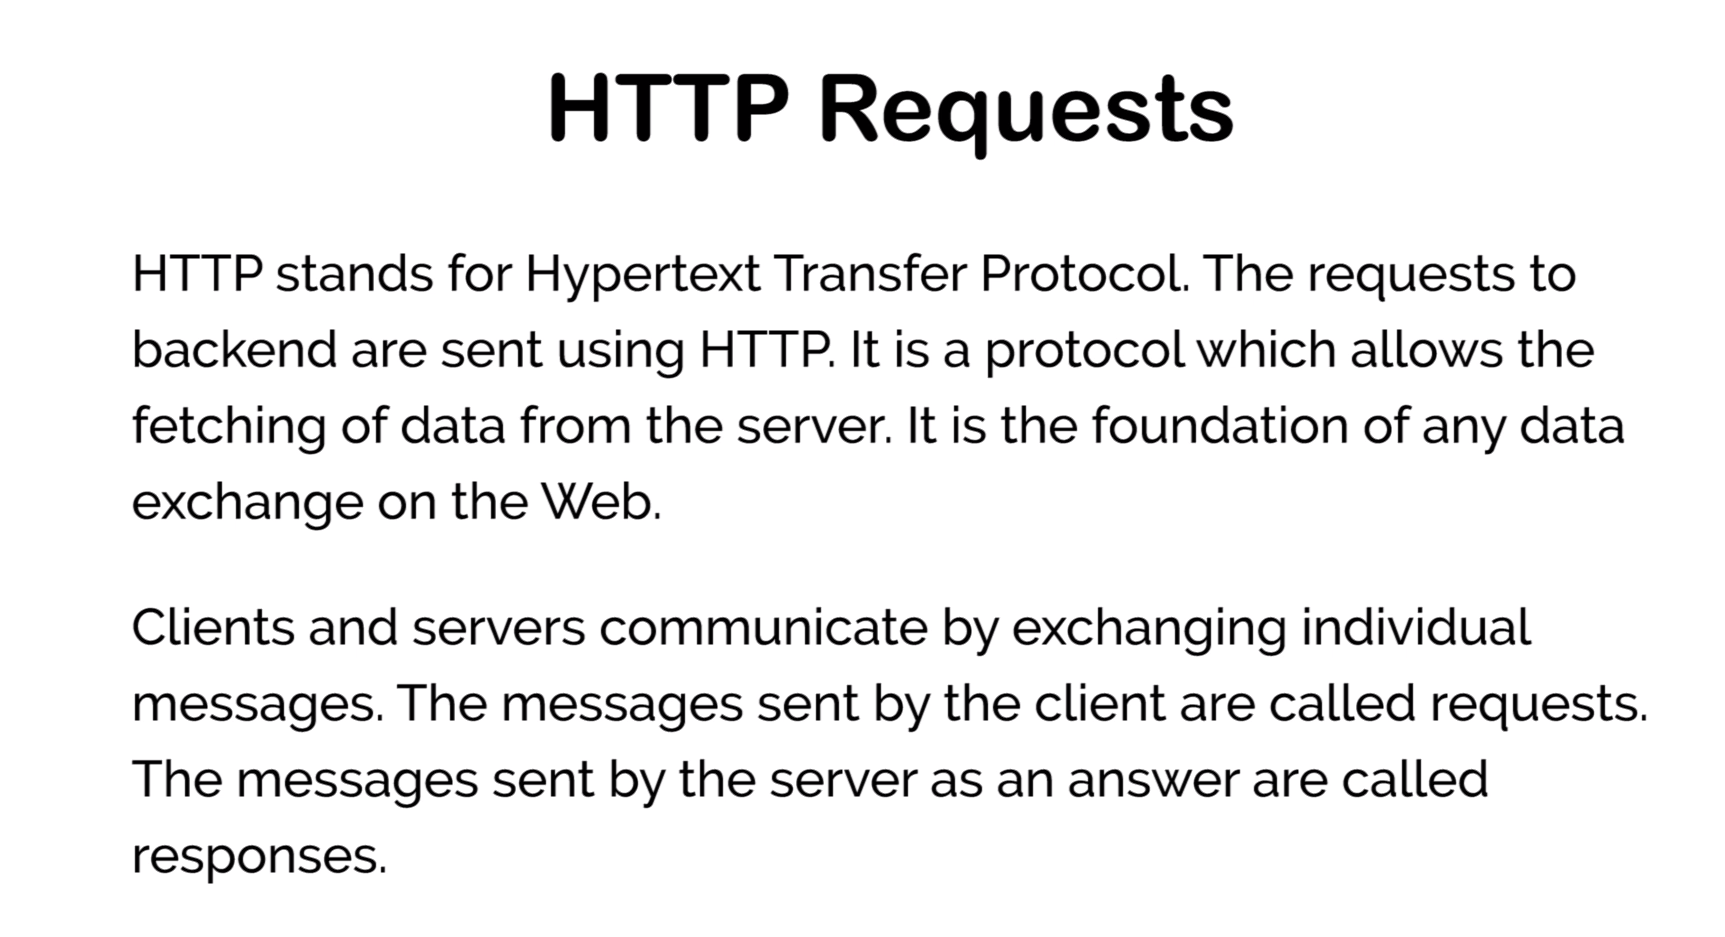 HTTP Requests
HTTP stands for Hypertext Transfer Protocol. The requests to
backend are sent using HTTP. It is a protocol which allows the
fetching of data from the server. It is the foundation of any data
exchange on the Web.
Clients and servers communicate by exchanging individual
messages. The messages sent by the client are called requests.
The messages sent by the server as an answer are called
responses.